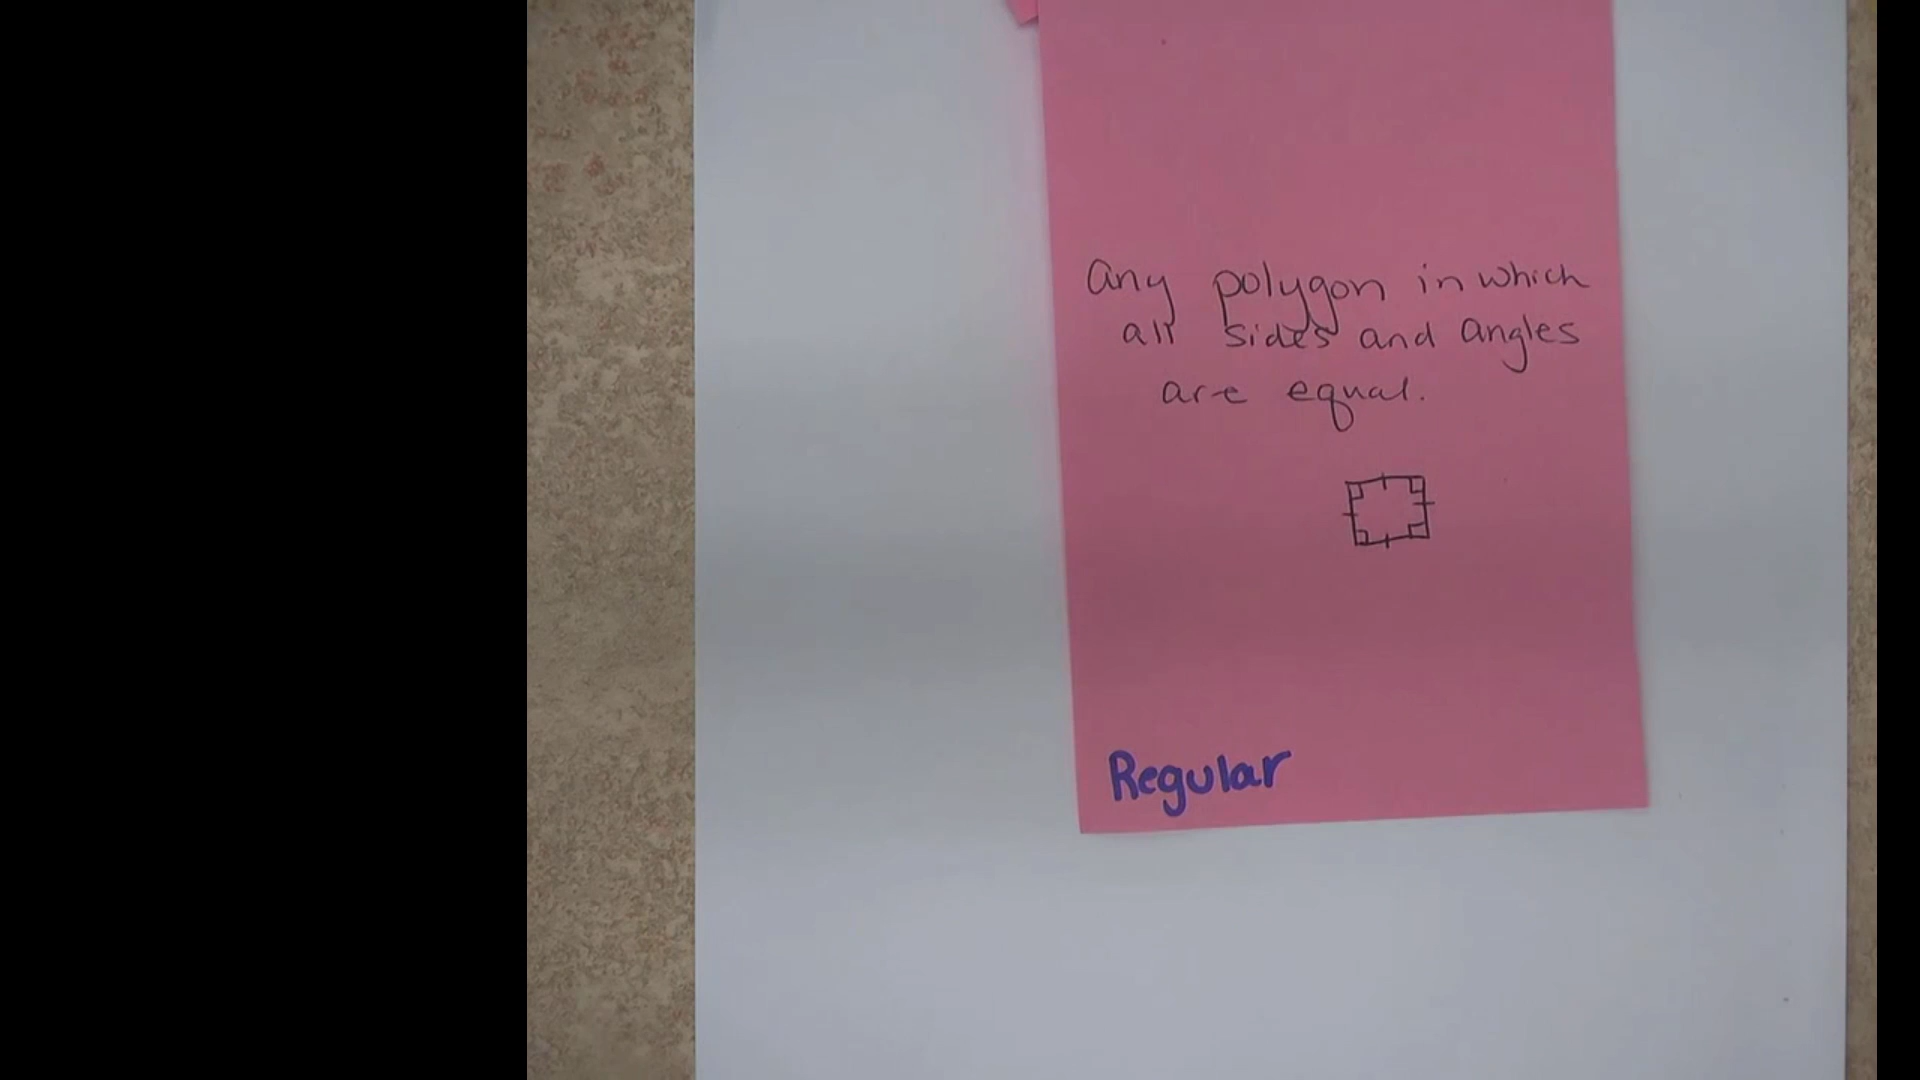 any polygon in which
all sides and angles
are equal.
Regular